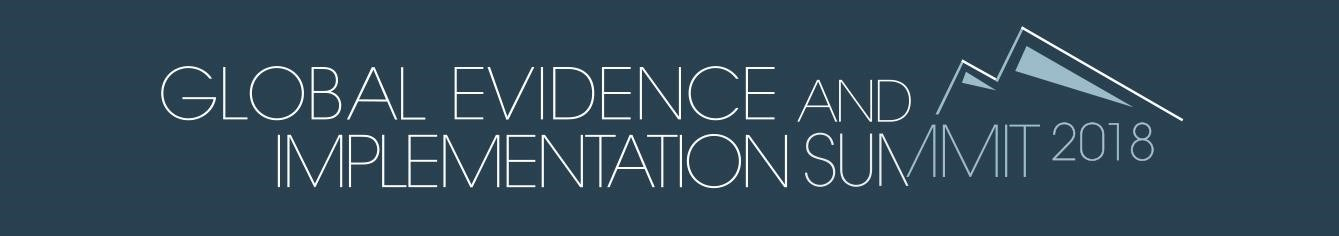 GLOBAL EVIDENCE AND
IMPLEMENTATION SUMMIT 2018